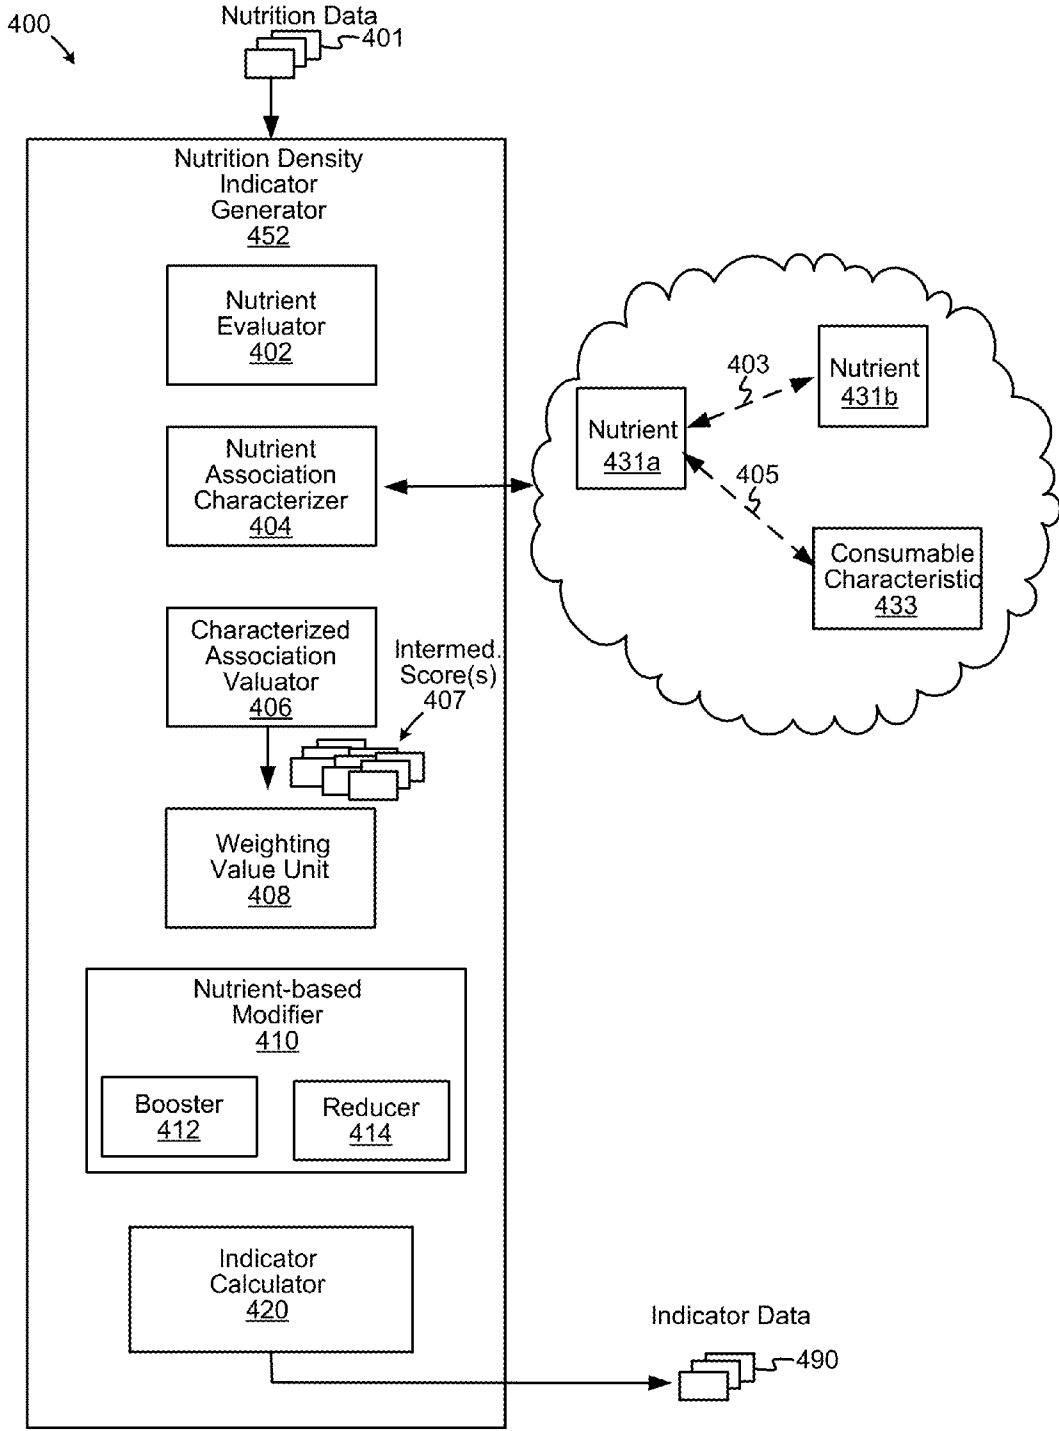 400
Nutrition Data
401
Nutrition Density
Indicator
Generator
452
Nutrient
Evaluator
402
Nutrient
Association
Characterizer
404
Nutrient
431a
403
Nutrient
431b
405
Consumable
Characteristic
433
Characterized
Association
Valuator
406
Intermed.
Score(s)
407
Weighting
Value Unit
408
Nutrient-based
Modifier
410
Booster
412
Reducer
414
Indicator
Calculator
420
Indicator Data
490